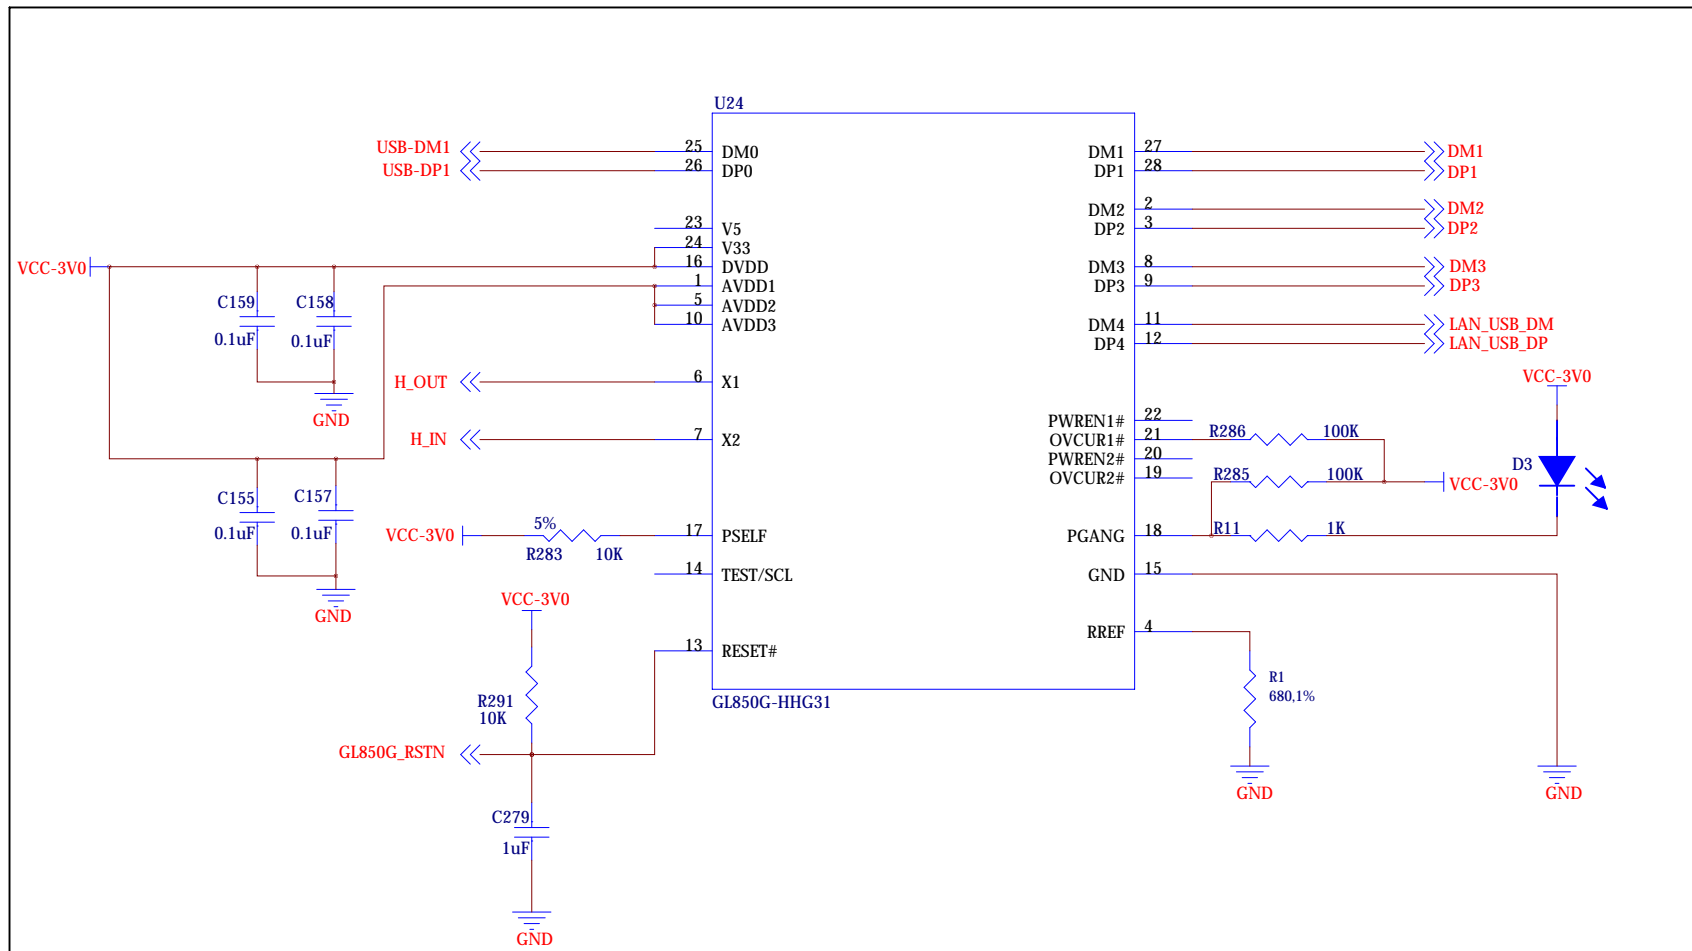 U24
USB-DM1 25 DM0 DM1 27 DM1
USB-DP1 26 DP0 DP1 28 DP1
DM2 2 DM2
23 V5 DP2 3 DP2
24 V33
VCC-3V0 16 DVDD DM3 8 DM3
1 AVDD1 DP3 9 DP3
C159 C158 5 AVDD2
0.1uF 0.1uF 10 AVDD3 DM4 11 LAN_USB_DM
DP4 12 LAN_USB_DP
H_OUT 6 X1 VCC-3V0
GND
PWREN1# 22
H_IN 7 X2 OVCUR1# 21 R286 100K
PWREN2# 20
D3
OVCUR2# 19 R285 100K VCC-3V0
C155 C157
0.1uF 0.1uF
5%
VCC-3V0 17 PSELF PGANG 18 R11 1K
R283 10K
14 TEST/SCL GND 15
VCC-3V0
GND
RREF 4
13 RESET#
R1
680,1%
R291
10K
GL850G-HHG31
GL850G_RSTN
GND GND
C279
1uF
GND